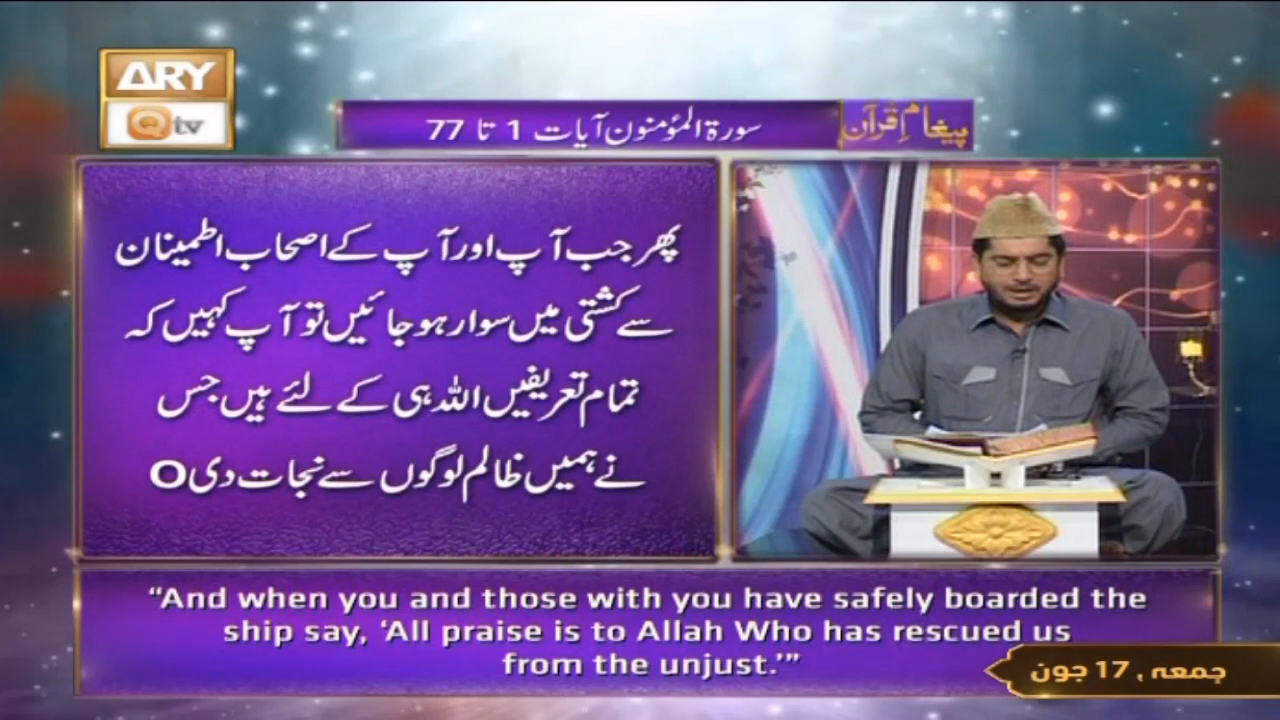 ARY
Qtv
پیغامِ قرآن
سورۃ المؤمنون آیات 1 تا 77
پھر جب آپ اور آپ کے اصحاب اطمینان
سے کشتی میں سوار ہو جائیں تو آپ کہیں کہ
تمام تعریفیں اللہ ہی کے لئے ہیں جس
نے ہمیں ظالم لوگوں سے نجات دی O
“And when you and those with you have safely boarded the
ship say, ‘All praise is to Allah Who has rescued us
from the unjust.’”
جمعہ , 17 جون